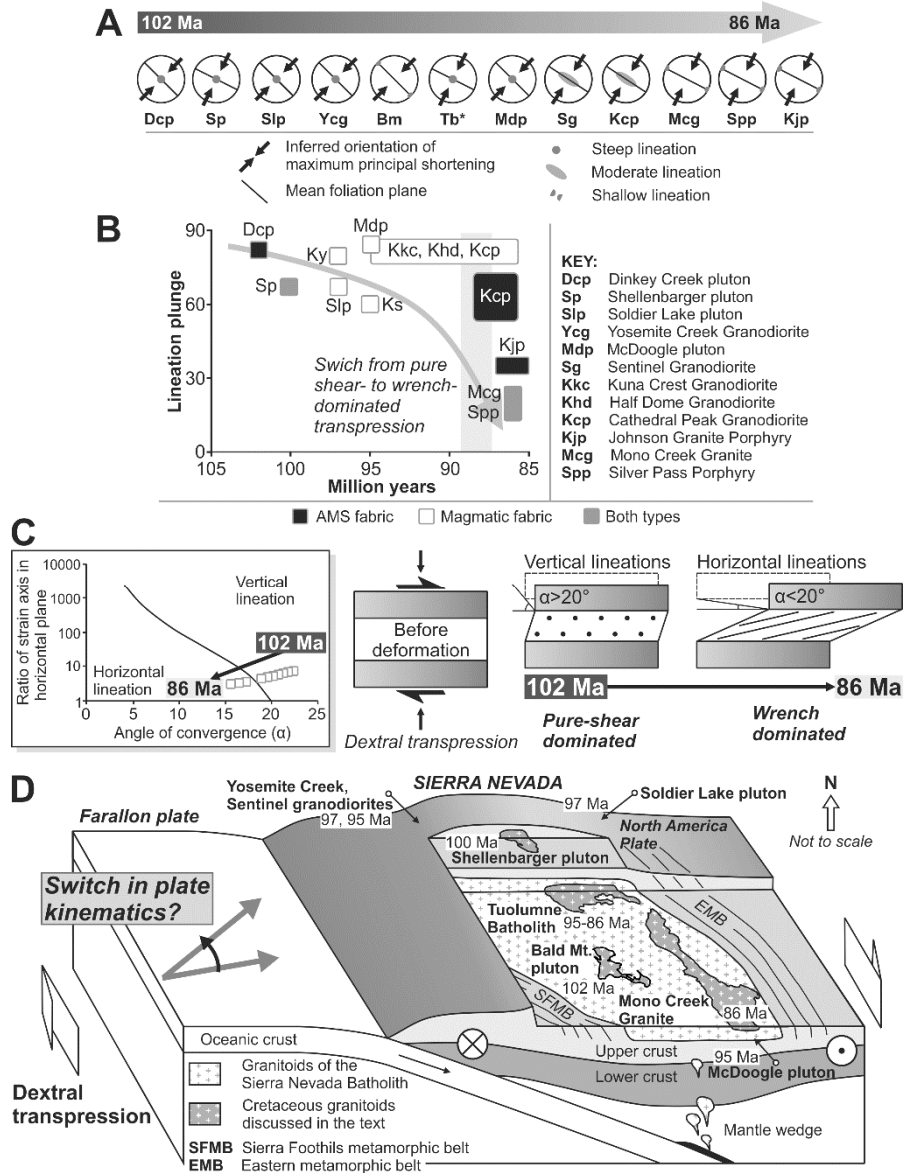 A
102 Ma
86 Ma
Dcp Sp Slp Ycg Bm Tb* Mdp Sg Kcp Mcg Spp Kjp
Inferred orientation of
maximum principal shortening
Mean foliation plane
Steep lineation
Moderate lineation
Shallow lineation
B
Lineation plunge
90
60
30
0
105 100 95 90 85
Million years
Dcp
Sp
Ky
Slp
Mdp
Kkc, Khd, Kcp
Ks
Kcp
Kjp
Mcg
Spp
Swich from pure
shear- to wrench-
dominated
transpression
KEY:
Dcp Dinkey Creek pluton
Sp Shellenbarger pluton
Slp Soldier Lake pluton
Ycg Yosemite Creek Granodiorite
Mdp McDoogle pluton
Sg Sentinel Granodiorite
Kkc Kuna Crest Granodiorite
Khd Half Dome Granodiorite
Kcp Cathedral Peak Granodiorite
Kjp Johnson Granite Porphyry
Mcg Mono Creek Granite
Spp Silver Pass Porphyry
AMS fabric Magmatic fabric Both types
C
Ratio of strain axis in
horizontal plane
10000
1000
100
10
1
0 5 10 15 20 25
Angle of convergence (α)
Vertical
lineation
102 Ma
Horizontal
lineation
86 Ma
Before
deformation
Dextral transpression
Vertical lineations
α>20°
102 Ma
Pure-shear
dominated
Horizontal lineations
α<20°
86 Ma
Wrench
dominated
D
Farallon plate
Yosemite Creek,
Sentinel granodiorites
97, 95 Ma
SIERRA NEVADA
97 Ma
Soldier Lake pluton
N
Not to scale
North America
Plate
100 Ma
Shellenbarger pluton
Switch in plate
kinematics?
Tuolumne
Batholith
95-86 Ma
EMB
Bald Mt.
pluton
102 Ma
SFMB
Mono Creek
Granite
86 Ma
Oceanic crust
Upper crust
Lower crust
95 Ma
McDoogle pluton
Mantle wedge
Dextral
transpression
Granitoids of the
Sierra Nevada Batholith
Cretaceous granitoids
discussed in the text
SFMB Sierra Foothils metamorphic belt
EMB Eastern metamorphic belt